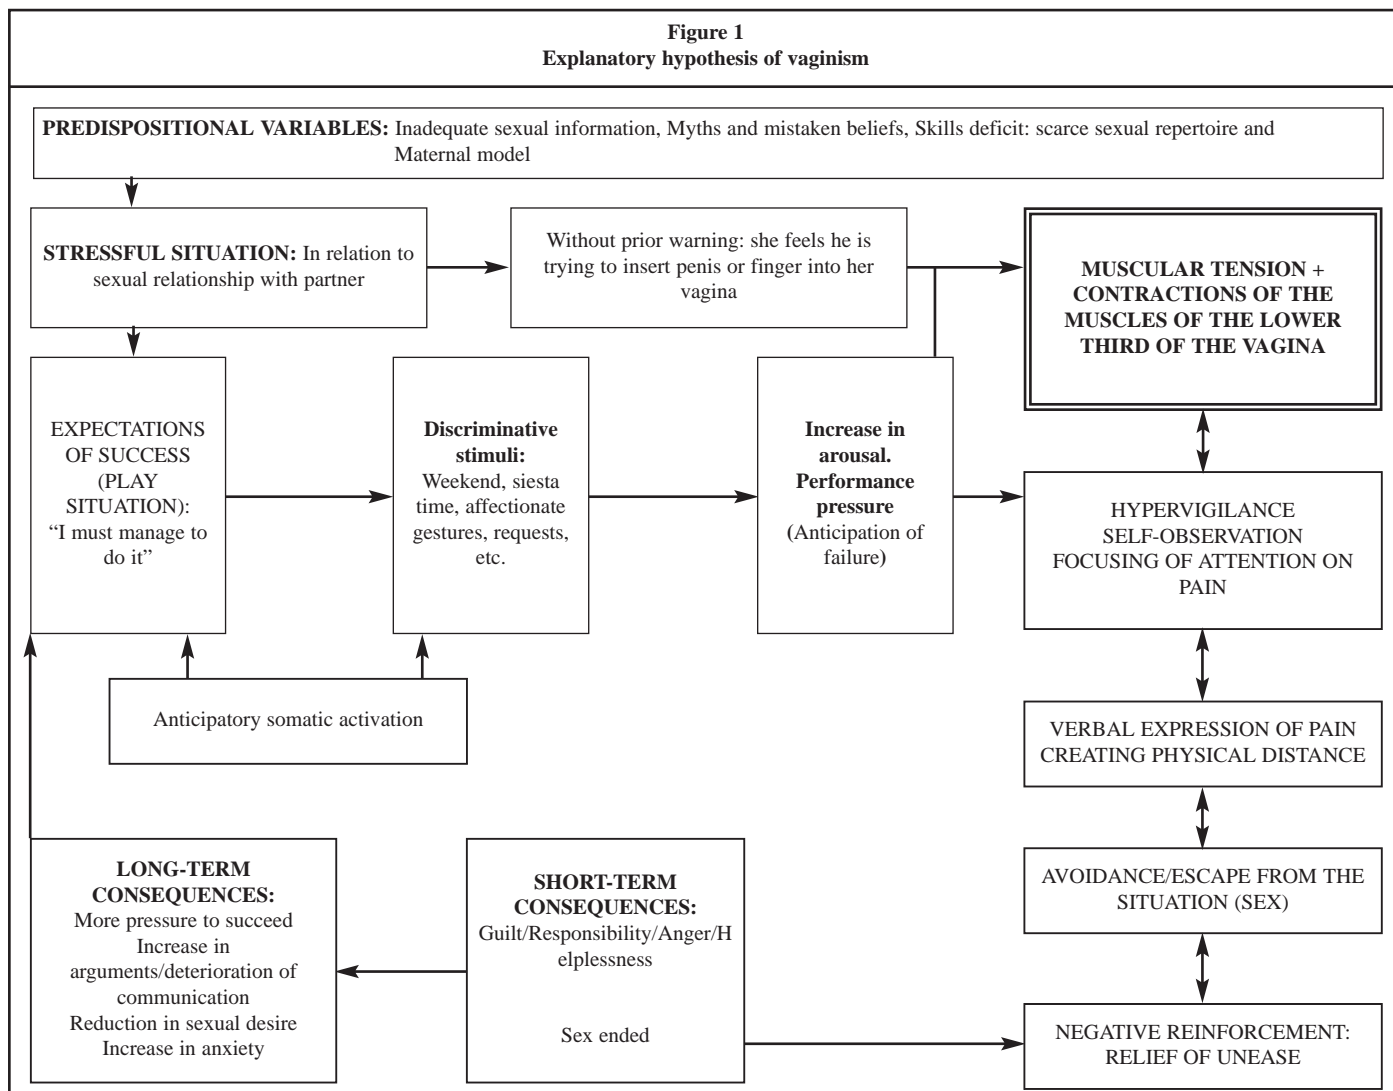 Figure 1
Explanatory hypothesis of vaginism
PREDISPOSITIONAL VARIABLES: Inadequate sexual information, Myths and mistaken beliefs, Skills deficit: scarce sexual repertoire and
Maternal model
STRESSFUL SITUATION: In relation to
sexual relationship with partner
Without prior warning: she feels he is
trying to insert penis or finger into her
vagina
MUSCULAR TENSION +
CONTRACTIONS OF THE
MUSCLES OF THE LOWER
THIRD OF THE VAGINA
EXPECTATIONS
OF SUCCESS
(PLAY
SITUATION):
“I must manage to
do it”
Discriminative
stimuli:
Weekend, siesta
time, affectionate
gestures, requests,
etc.
Increase in
arousal.
Performance
pressure
(Anticipation of
failure)
HYPERVIGILANCE
SELF-OBSERVATION
FOCUSING OF ATTENTION ON
PAIN
Anticipatory somatic activation
VERBAL EXPRESSION OF PAIN
CREATING PHYSICAL DISTANCE
LONG-TERM
CONSEQUENCES:
More pressure to succeed
Increase in
arguments/deterioration of
communication
Reduction in sexual desire
Increase in anxiety
SHORT-TERM
CONSEQUENCES:
Guilt/Responsibility/Anger/H
elplessness
Sex ended
AVOIDANCE/ESCAPE FROM THE
SITUATION (SEX)
NEGATIVE REINFORCEMENT:
RELIEF OF UNEASE